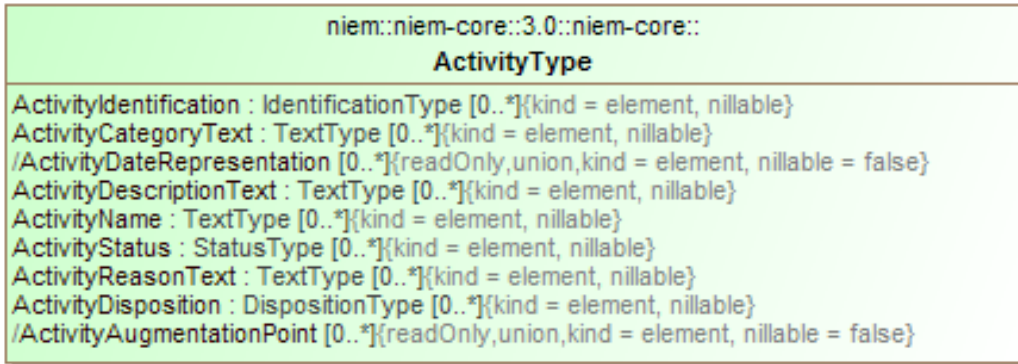 niem::niem-core::3.0::niem-core::
ActivityType
ActivityIdentification : IdentificationType [0..*]{kind = element, nillable}
ActivityCategoryText : TextType [0..*]{kind = element, nillable}
/ActivityDateRepresentation [0..*]{readOnly,union,kind = element, nillable = false}
ActivityDescriptionText : TextType [0..*]{kind = element, nillable}
ActivityName : TextType [0..*]{kind = element, nillable}
ActivityStatus : StatusType [0..*]{kind = element, nillable}
ActivityReasonText : TextType [0..*]{kind = element, nillable}
ActivityDisposition : DispositionType [0..*]{kind = element, nillable}
/ActivityAugmentationPoint [0..*]{readOnly,union,kind = element, nillable = false}